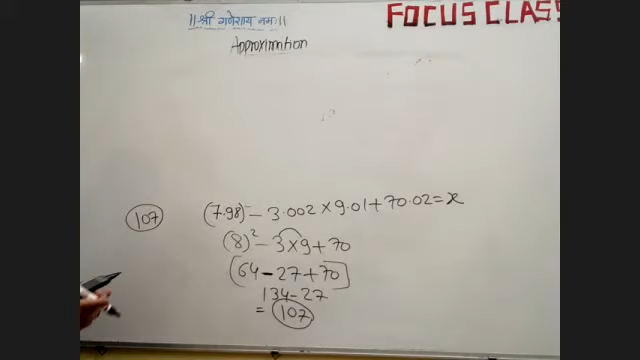 ||श्री गणेशाय नमः||
FOCUS CLASS
Approximation
107
(7.98)² - 3.002 × 9.01 + 70.02 = x
(8)² - 3 × 9 + 70
(64 - 27 + 70)
134 - 27
= 107